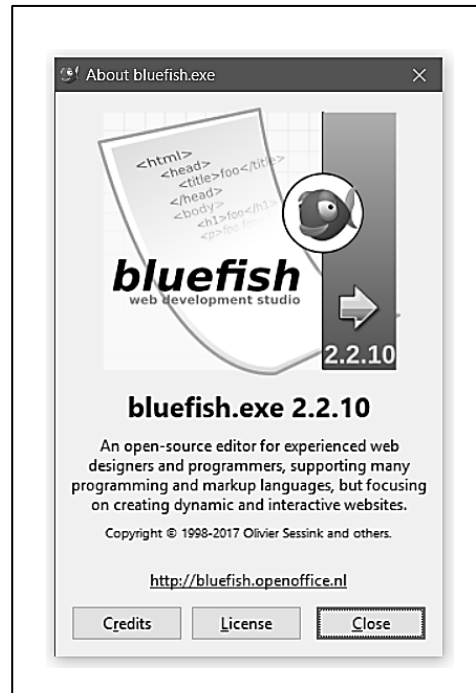 About bluefish.exe
<html>
<head>
<title>foo</title>
</head>
<body>
<h1>foo</h1>
bluefish
web development studio
2.2.10
bluefish.exe 2.2.10
An open-source editor for experienced web
designers and programmers, supporting many
programming and markup languages, but focusing
on creating dynamic and interactive websites.
Copyright © 1998-2017 Olivier Sessink and others.
http://bluefish.openoffice.nl
Credits
License
Close